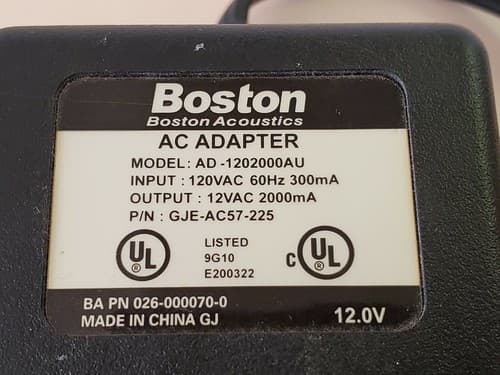 Boston
Boston Acoustics
AC ADAPTER
MODEL: AD -1202000AU
INPUT : 120VAC 60Hz 300mA
OUTPUT : 12VAC 2000mA
P/N : GJE-AC57-225
UL LISTED c UL
9G10
E200322
BA PN 026-000070-0
MADE IN CHINA GJ 12.0V